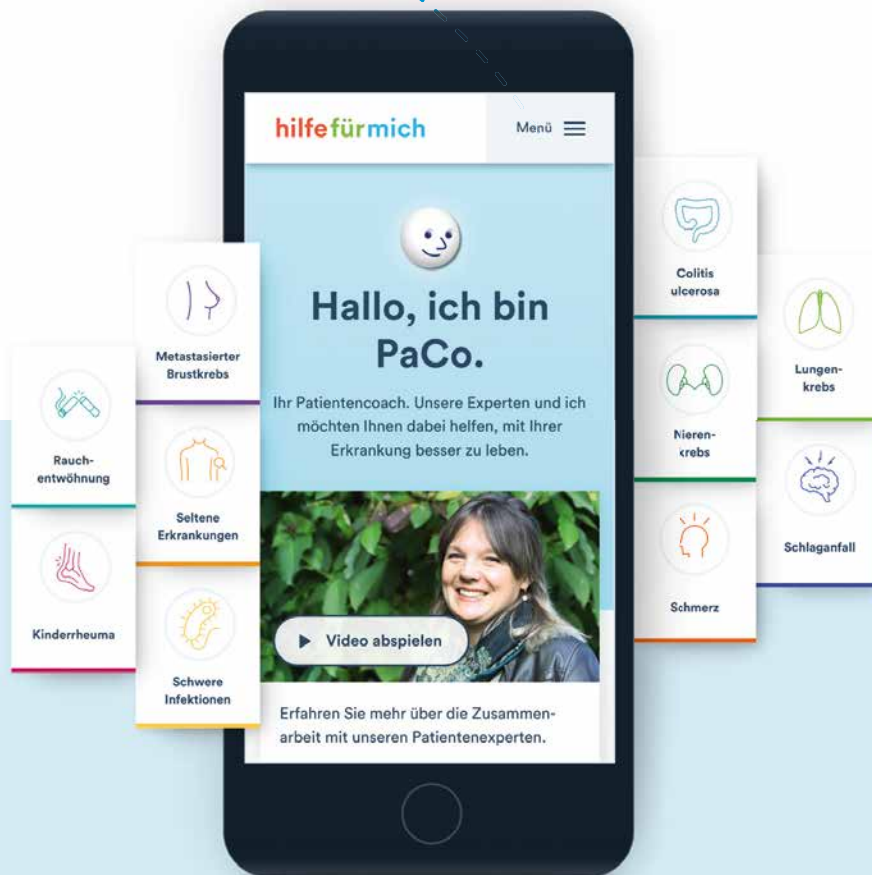 hilfefürmich
Menü
Hallo, ich bin
PaCo.
Ihr Patientencoach. Unsere Experten und ich
möchten Ihnen dabei helfen, mit Ihrer
Erkrankung besser zu leben.
Video abspielen
Erfahren Sie mehr über die Zusammen-
arbeit mit unseren Patientenexperten.
Metastasierter
Brustkrebs
Rauch-
entwöhnung
Seltene
Erkrankungen
Kinderrheuma
Schwere
Infektionen
Colitis
ulcerosa
Lungen-
krebs
Nieren-
krebs
Schlaganfall
Schmerz